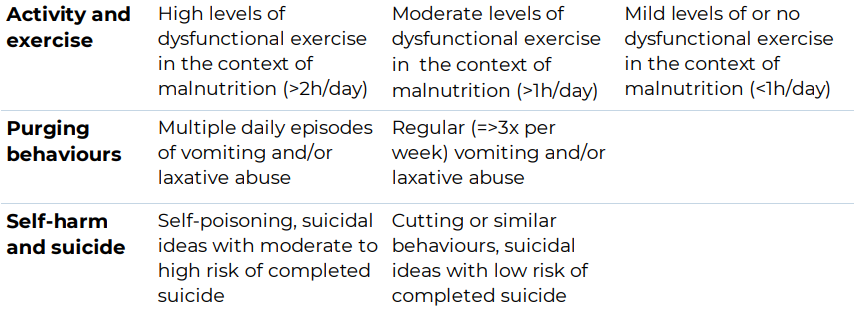 Activity and
exercise
High levels of
dysfunctional exercise
in the context of
malnutrition (>2h/day)
Moderate levels of
dysfunctional exercise
in  the context of
malnutrition (>1h/day)
Mild levels of or no
dysfunctional exercise
in the context of
malnutrition (<1h/day)
Purging
behaviours
Multiple daily episodes
of vomiting and/or
laxative abuse
Regular (=>3x per
week) vomiting and/or
laxative abuse
Self-harm
and suicide
Self-poisoning, suicidal
ideas with moderate to
high risk of completed
suicide
Cutting or similar
behaviours, suicidal
ideas with low risk of
completed suicide